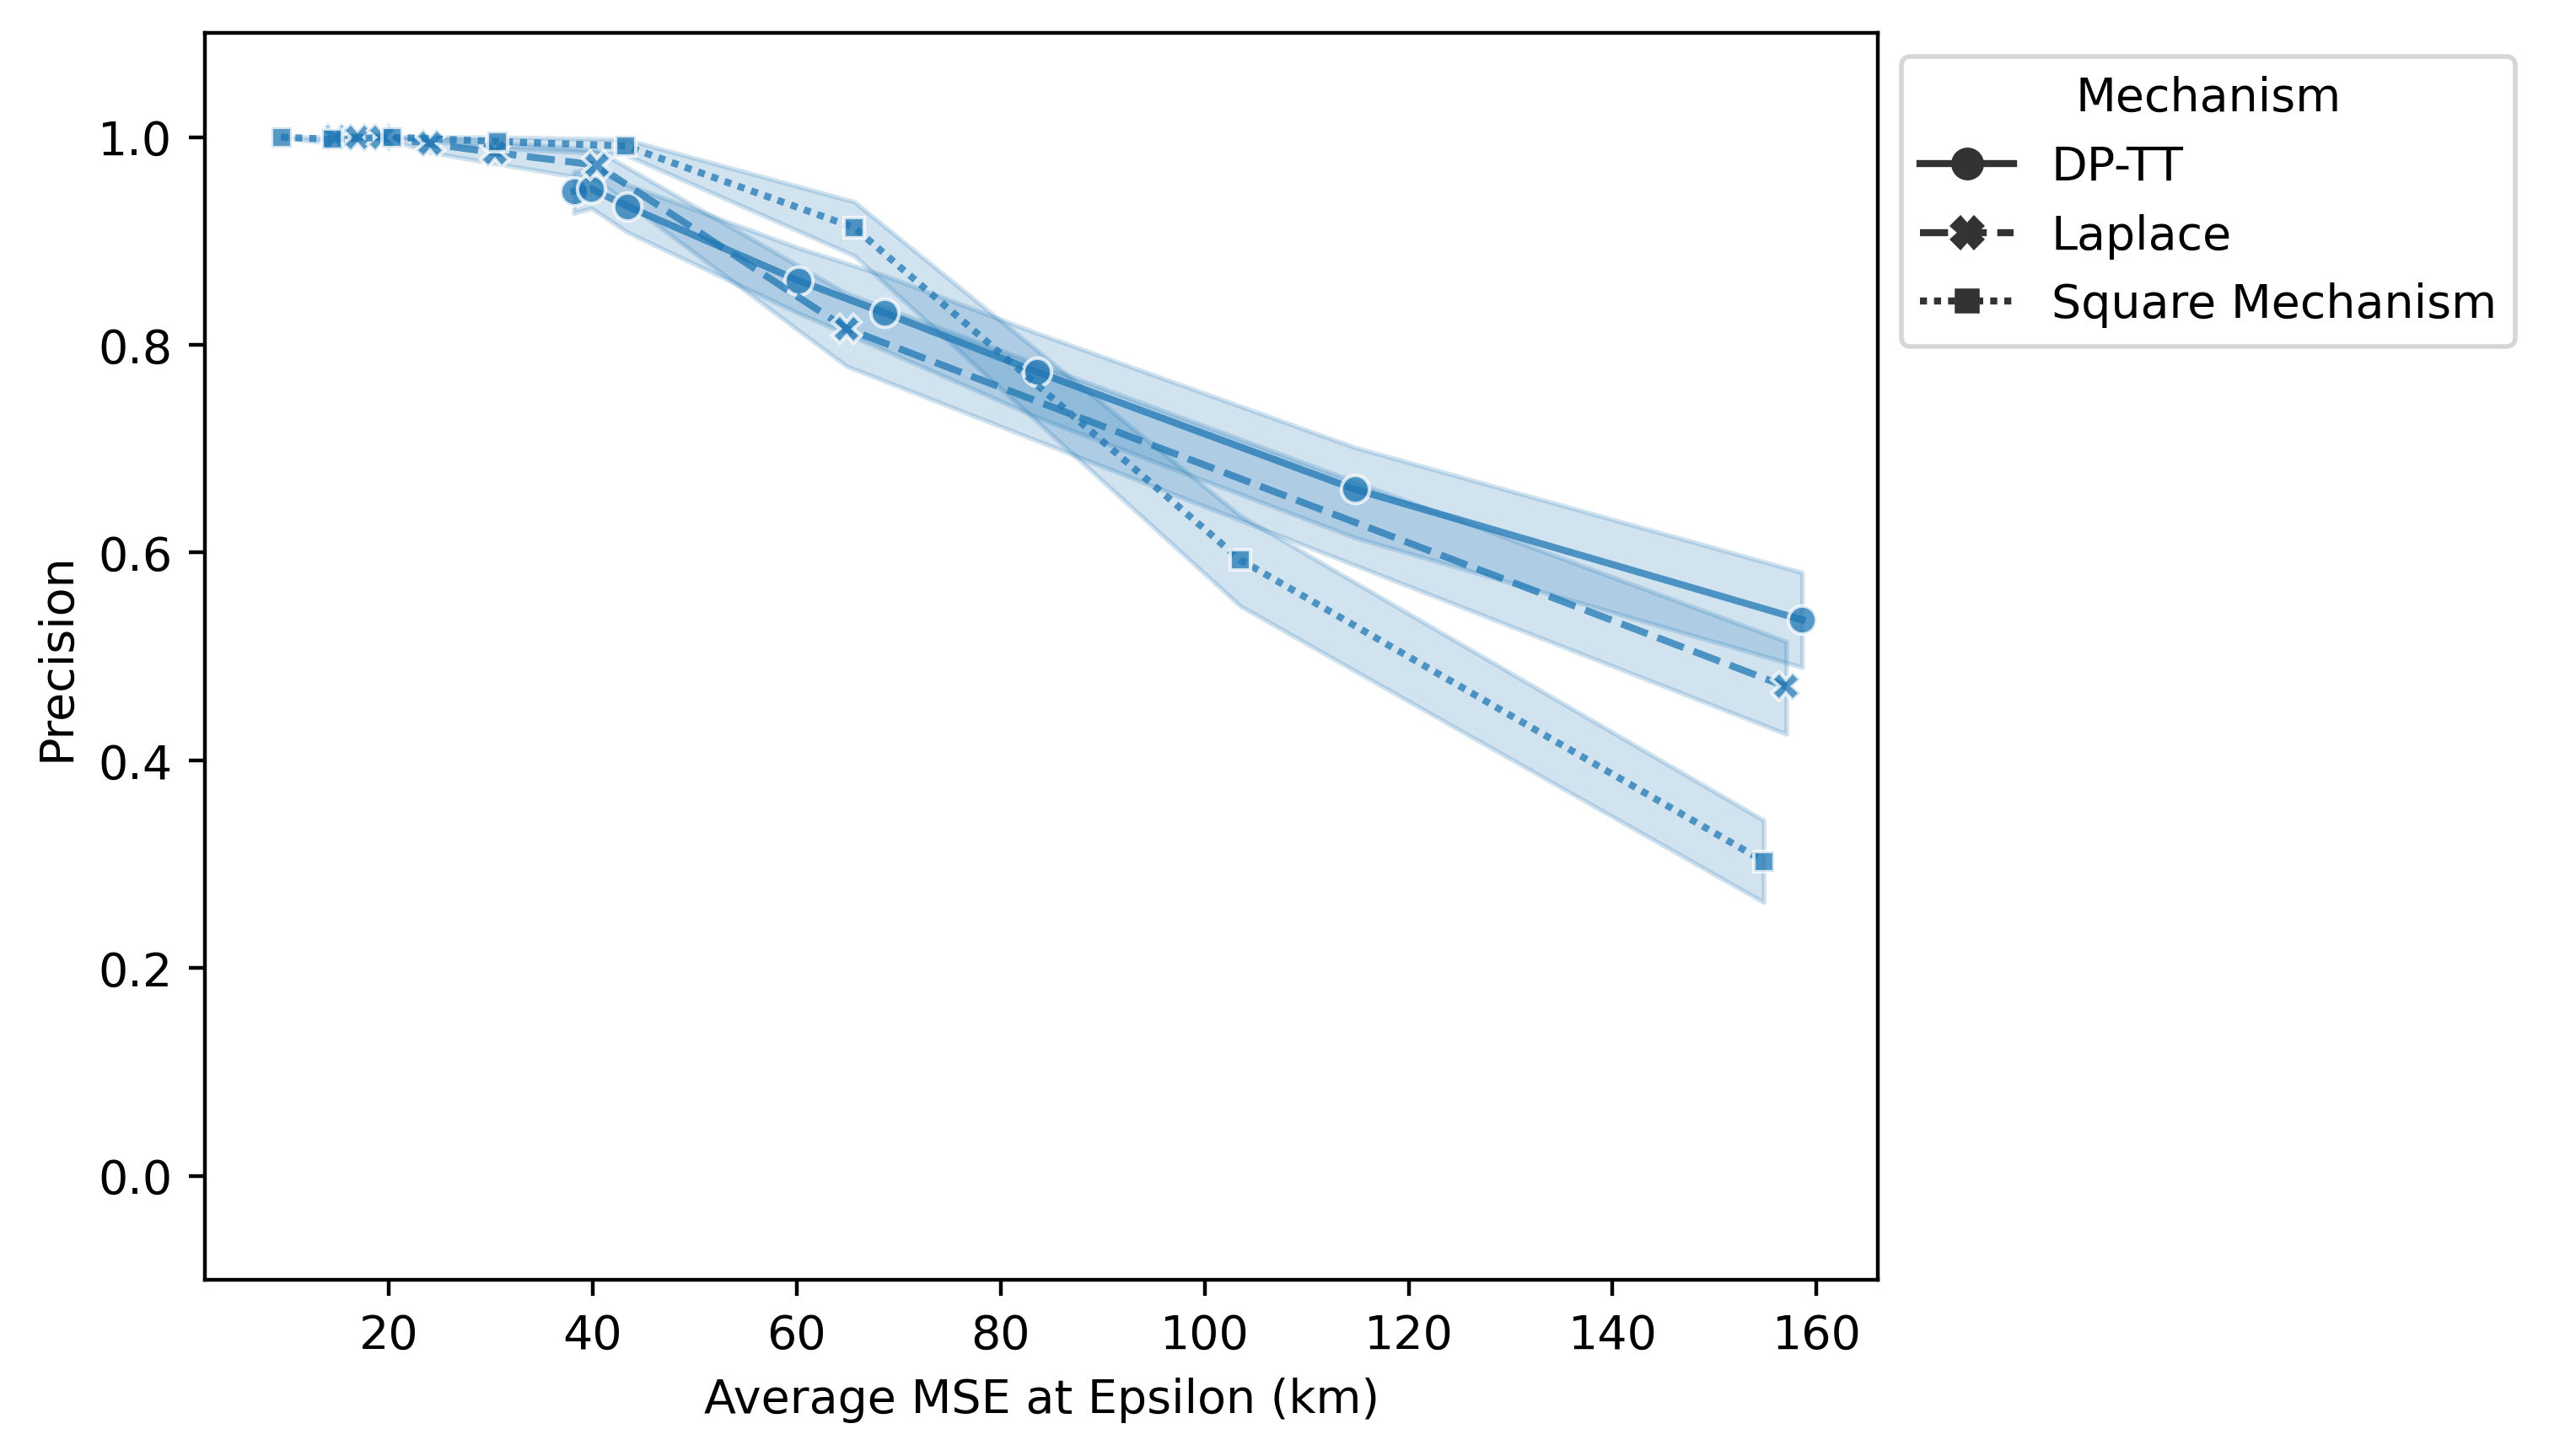 Mechanism
DP-TT
Laplace
Square Mechanism
Precision
1.0
0.8
0.6
0.4
0.2
0.0
20 40 60 80 100 120 140 160
Average MSE at Epsilon (km)